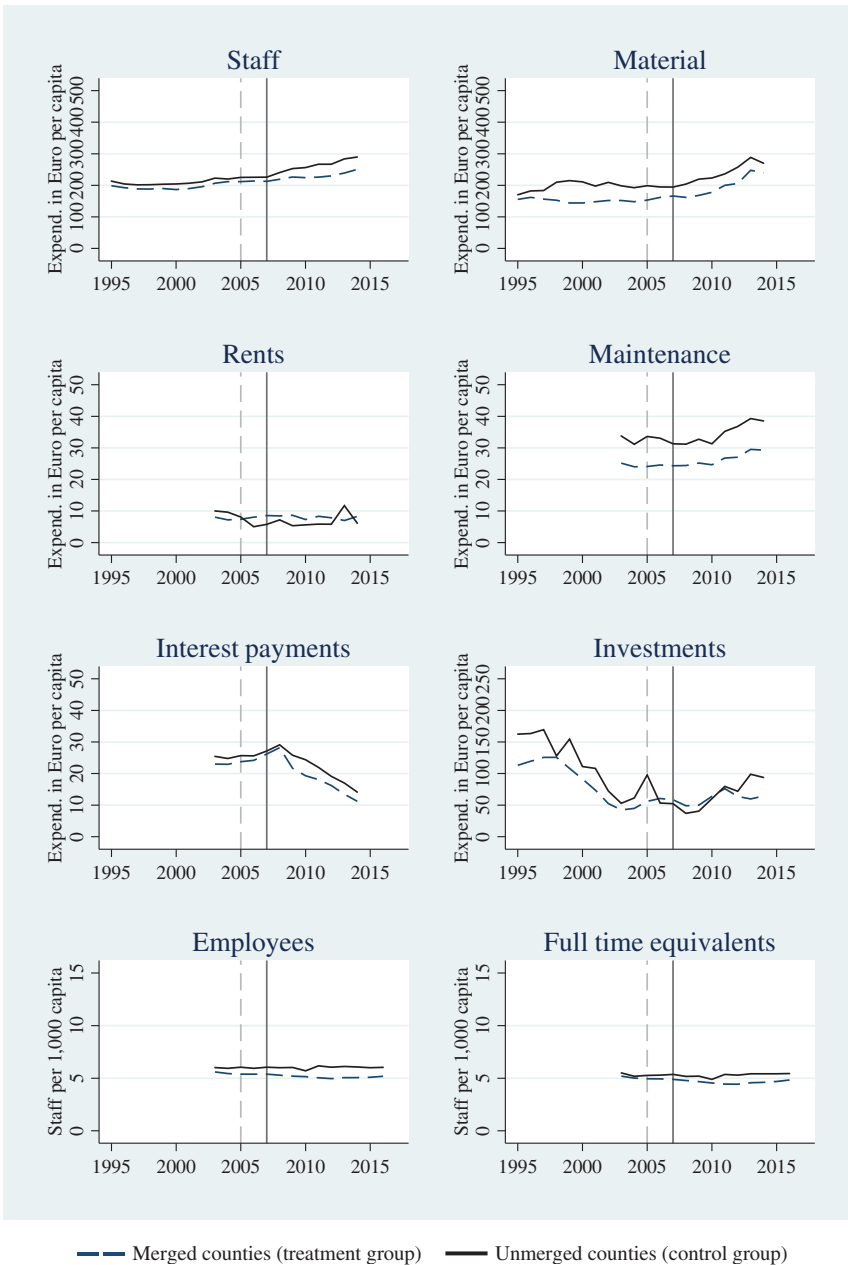 Staff
Expend. in Euro per capita
0 100 200 300 400 500
1995 2000 2005 2010 2015
Material
Expend. in Euro per capita
0 100 200 300 400 500
1995 2000 2005 2010 2015
Rents
Expend. in Euro per capita
0 10 20 30 40 50
1995 2000 2005 2010 2015
Maintenance
Expend. in Euro per capita
0 10 20 30 40 50
1995 2000 2005 2010 2015
Interest payments
Expend. in Euro per capita
0 10 20 30 40 50
1995 2000 2005 2010 2015
Investments
Expend. in Euro per capita
0 50 100 150 200 250
1995 2000 2005 2010 2015
Employees
Staff per 1,000 capita
0 5 10 15
1995 2000 2005 2010 2015
Full time equivalents
Staff per 1,000 capita
0 5 10 15
1995 2000 2005 2010 2015
Merged counties (treatment group) Unmerged counties (control group)